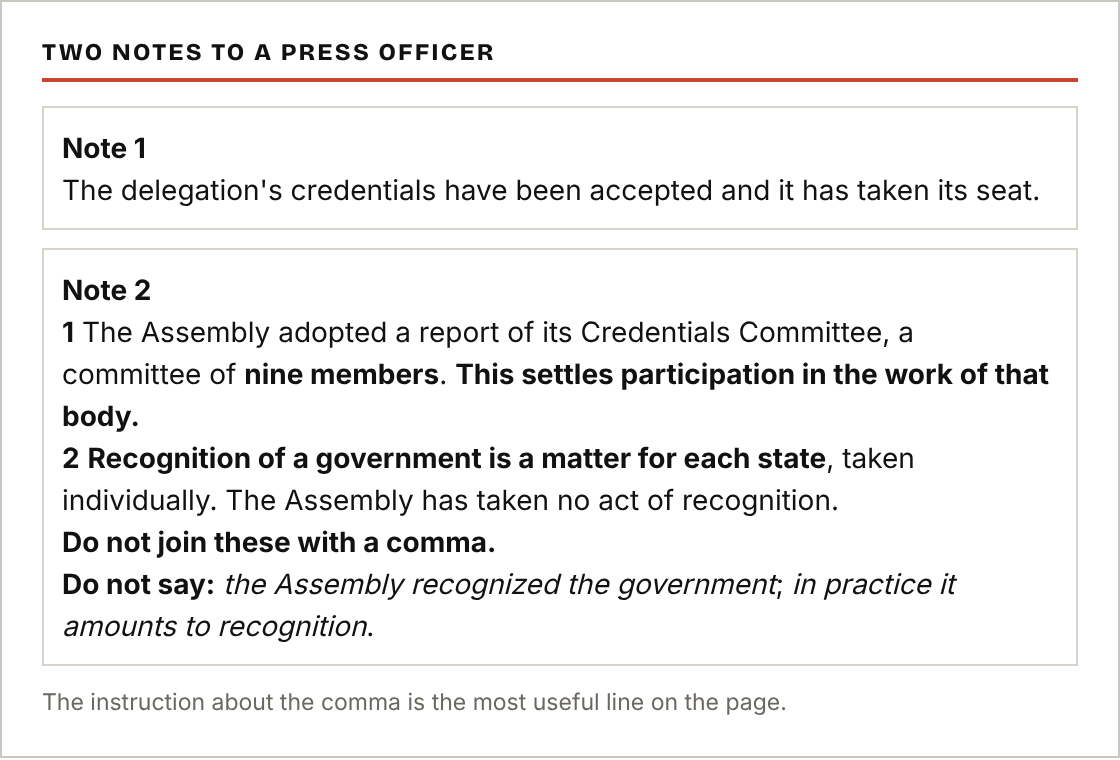 TWO NOTES TO A PRESS OFFICER
Note 1
The delegation's credentials have been accepted and it has taken its seat.
Note 2
1 The Assembly adopted a report of its Credentials Committee, a
committee of nine members. This settles participation in the work of that
body.
2 Recognition of a government is a matter for each state, taken
individually. The Assembly has taken no act of recognition.
Do not join these with a comma.
Do not say: the Assembly recognized the government; in practice it
amounts to recognition.
The instruction about the comma is the most useful line on the page.